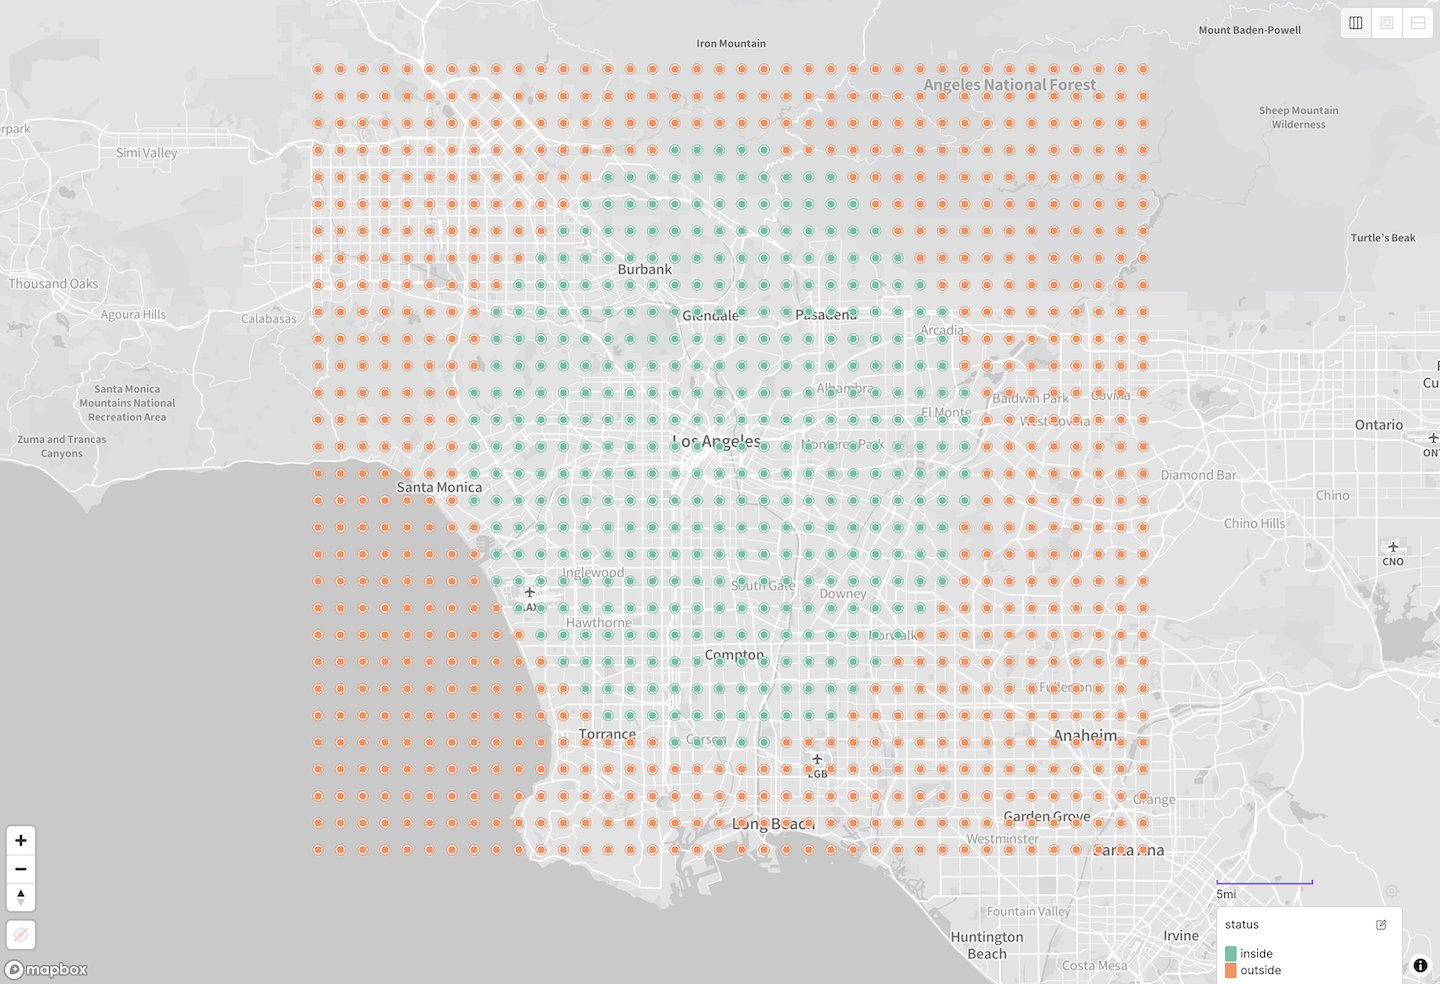 Iron Mountain
Mount Baden-Powell
Angeles National Forest
Sheep Mountain
Wilderness
Simi Valley
Turtle's Beak
Burbank
Thousand Oaks
Agoura Hills
Calabasas
Glendale
Pasadena
Arcadia
Santa Monica
Mountains National
Recreation Area
Alhambra
Baldwin Park
Covina
El Monte
West Covina
Ontario
Zuma and Trancas
Canyons
Los Angeles
Monterey Park
Diamond Bar
Santa Monica
Chino
Chino Hills
CNO
Inglewood
South Gate
Downey
LAX
Hawthorne
Norwalk
Compton
Fullerton
Torrance
Carson
Anaheim
LGB
Orange
Garden Grove
Long Beach
Westminster
Santa Ana
5mi
Fountain Valley
Huntington
Beach
Irvine
Costa Mesa
status
inside
outside
mapbox